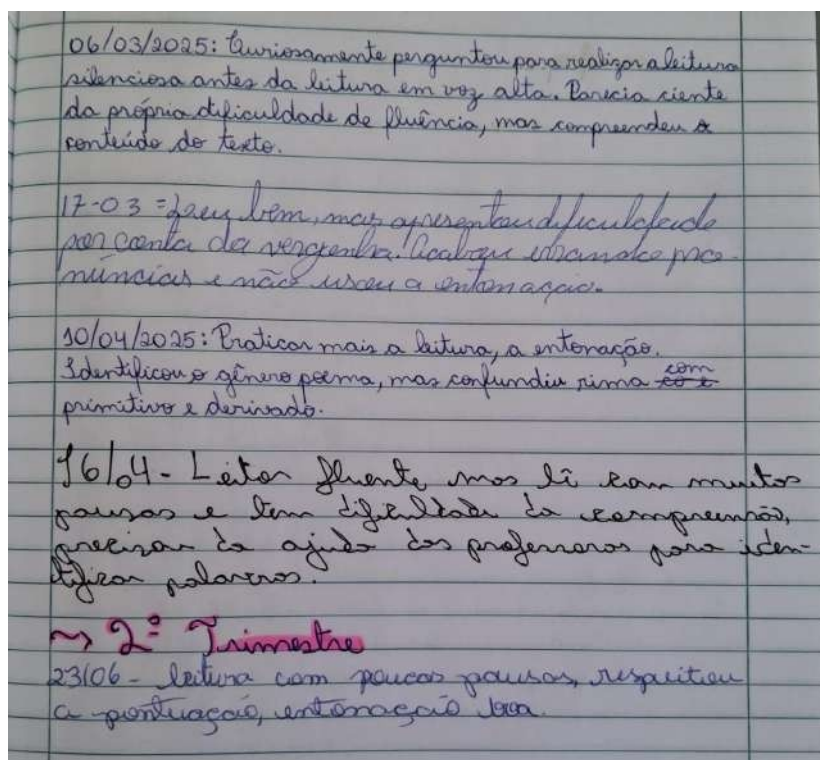 06/03/2025: Curiosamente perguntou para realizar a leitura
silenciosa antes da leitura em voz alta. Parecia ciente
da própria dificuldade de fluência, mas compreendeu o
conteúdo do texto.
17-03 = Leu bem, mas apresentou dificuldade
por conta da vergonha. Acabou errando pro-
núncias e não usou a entonação.
10/04/2025: Praticar mais a leitura, a entonação.
Identificou o gênero poema, mas confundiu rima com
primitivo e derivado.
16/04 - Leitor fluente mas lê com muitas
pausas e tem dificuldade da compreensão,
precisou da ajuda dos professores para iden-
tificar palavras.
~> 2º Trimestre
23/06 - leitura com poucas pausas, respeitou
a pontuação, entonação boa.